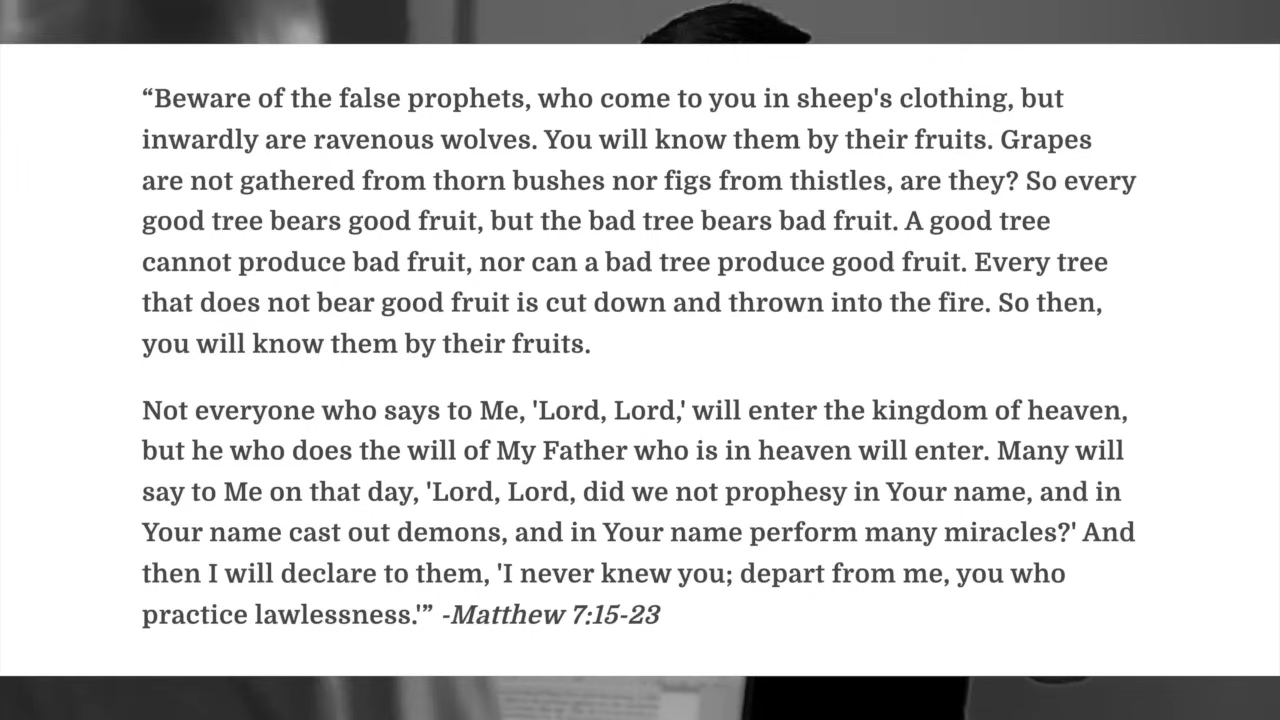 “Beware of the false prophets, who come to you in sheep's clothing, but
inwardly are ravenous wolves. You will know them by their fruits. Grapes
are not gathered from thorn bushes nor figs from thistles, are they? So every
good tree bears good fruit, but the bad tree bears bad fruit. A good tree
cannot produce bad fruit, nor can a bad tree produce good fruit. Every tree
that does not bear good fruit is cut down and thrown into the fire. So then,
you will know them by their fruits.
Not everyone who says to Me, 'Lord, Lord,' will enter the kingdom of heaven,
but he who does the will of My Father who is in heaven will enter. Many will
say to Me on that day, 'Lord, Lord, did we not prophesy in Your name, and in
Your name cast out demons, and in Your name perform many miracles?' And
then I will declare to them, 'I never knew you; depart from me, you who
practice lawlessness.'” -Matthew 7:15-23